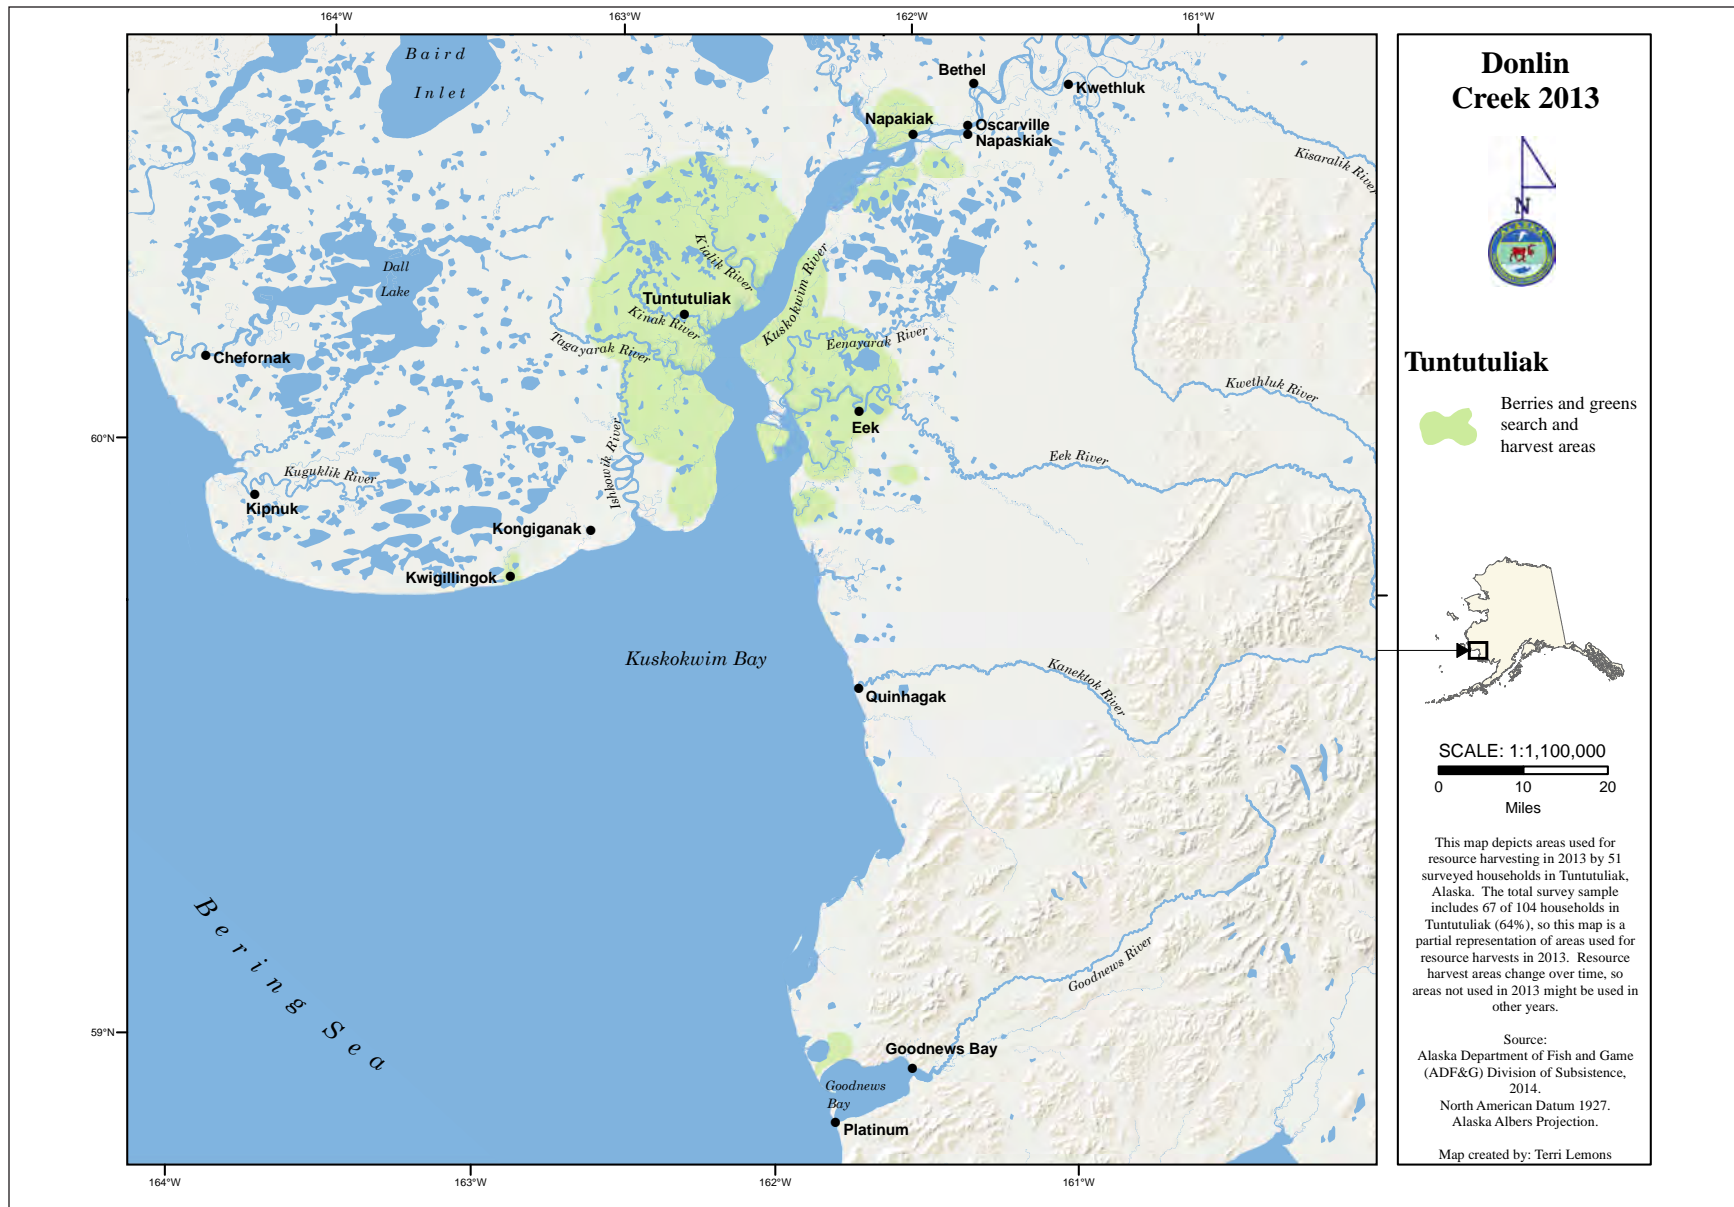 164°W
163°W
162°W
161°W
Baird
Inlet
Bethel
Kwethluk
Napakiak
Oscarville
Napaskiak
Kisaralik River
Kialik River
Dall
Lake
Kuskokwim River
Tuntutuliak
Kinak River
Tagayarak River
Eenayarak River
Chefornak
Kwethluk River
Eek
60°N
Ishkowik River
Eek River
Kuguklik River
Kipnuk
Kongiganak
Kwigillingok
Kuskokwim Bay
Kanektok River
Quinhagak
Bering Sea
Goodnews River
59°N
Goodnews Bay
Goodnews
Bay
Platinum
164°W
163°W
162°W
161°W
Donlin
Creek 2013
N
Tuntutuliak
Berries and greens
search and
harvest areas
SCALE: 1:1,100,000
0 10 20
Miles
This map depicts areas used for
resource harvesting in 2013 by 51
surveyed households in Tuntutuliak,
Alaska. The total survey sample
includes 67 of 104 households in
Tuntutuliak (64%), so this map is a
partial representation of areas used for
resource harvests in 2013. Resource
harvest areas change over time, so
areas not used in 2013 might be used in
other years.
Source:
Alaska Department of Fish and Game
(ADF&G) Division of Subsistence,
2014.
North American Datum 1927.
Alaska Albers Projection.
Map created by: Terri Lemons